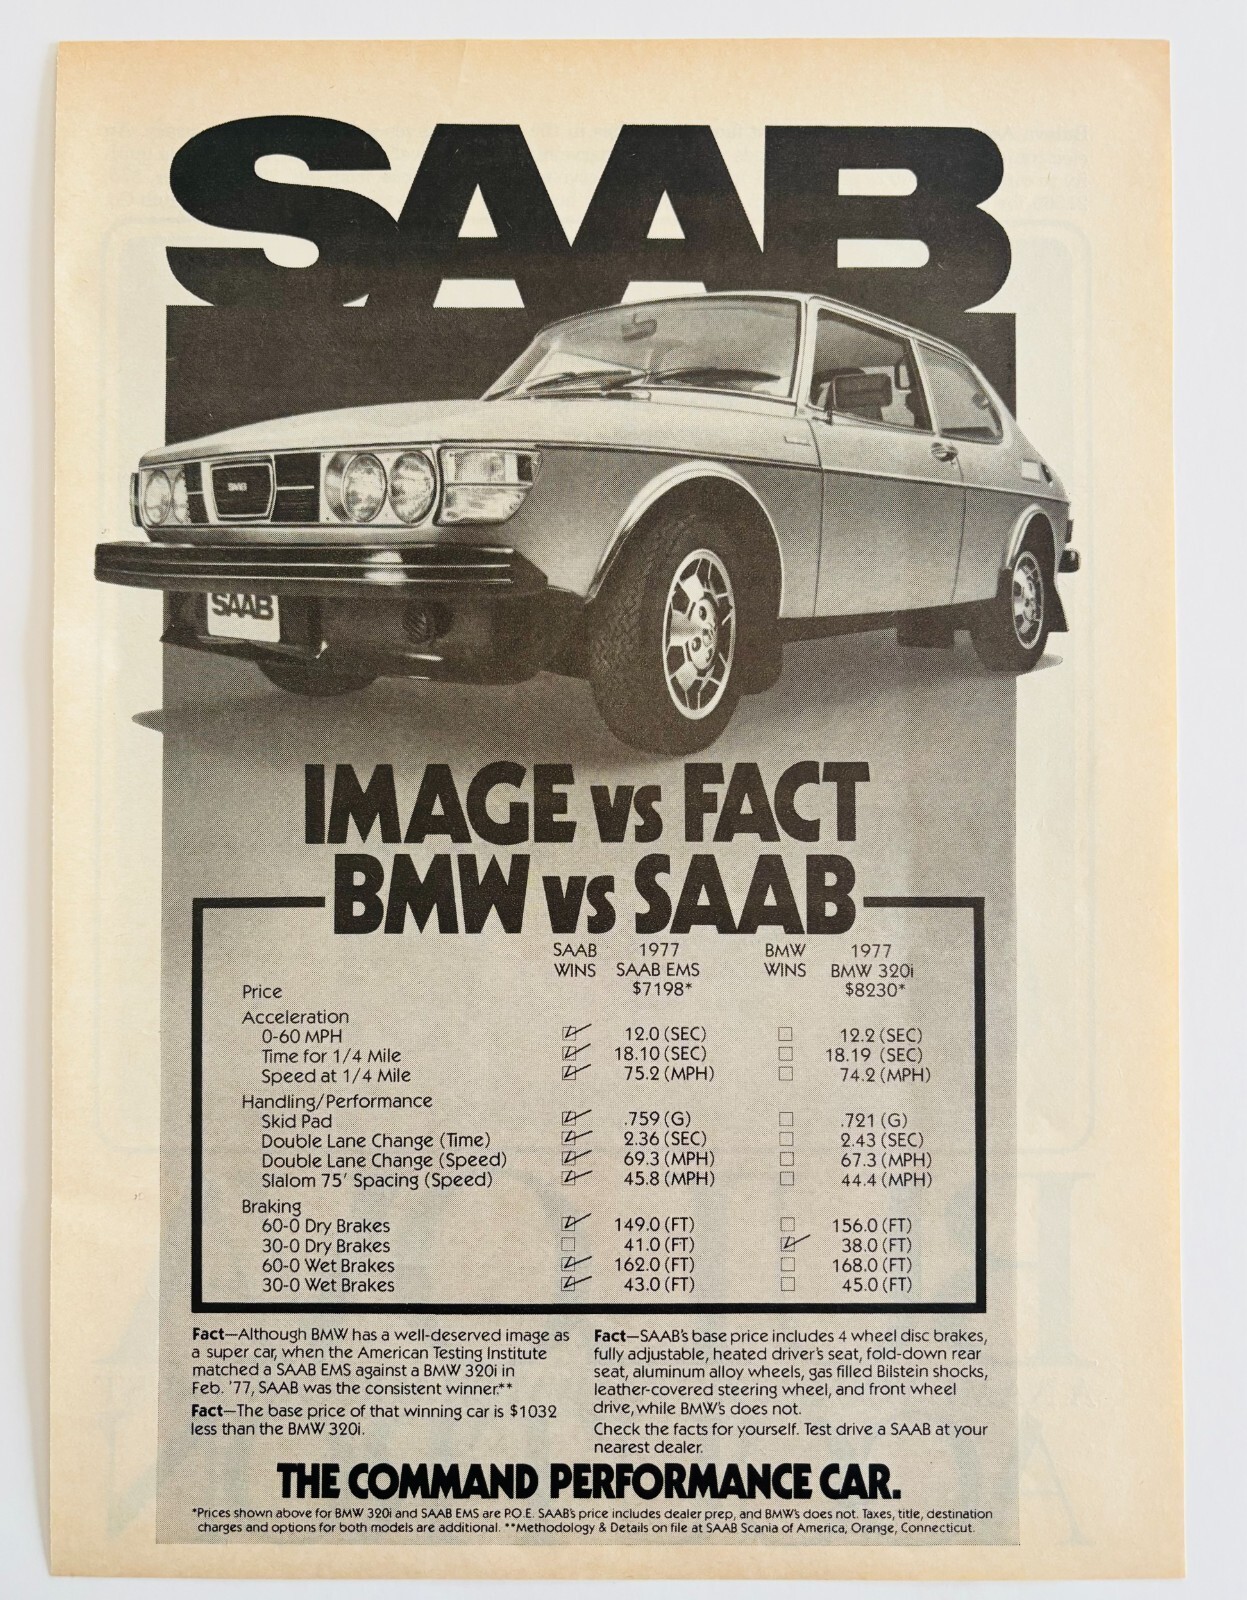 SAAB
SAAB
SAAB
IMAGE vs FACT
BMW vs SAAB
SAAB WINS 1977 SAAB EMS BMW WINS 1977 BMW 320i
Price $7198* $8230*
Acceleration
0-60 MPH 12.0 (SEC) 12.2 (SEC)
Time for 1/4 Mile 18.10 (SEC) 18.19 (SEC)
Speed at 1/4 Mile 75.2 (MPH) 74.2 (MPH)
Handling/Performance
Skid Pad .759 (G) .721 (G)
Double Lane Change (Time) 2.36 (SEC) 2.43 (SEC)
Double Lane Change (Speed) 69.3 (MPH) 67.3 (MPH)
Slalom 75' Spacing (Speed) 45.8 (MPH) 44.4 (MPH)
Braking
60-0 Dry Brakes 149.0 (FT) 156.0 (FT)
30-0 Dry Brakes 41.0 (FT) 38.0 (FT)
60-0 Wet Brakes 162.0 (FT) 168.0 (FT)
30-0 Wet Brakes 43.0 (FT) 45.0 (FT)
Fact—Although BMW has a well-deserved image as
a super car, when the American Testing Institute
matched a SAAB EMS against a BMW 320i in
Feb. '77, SAAB was the consistent winner.**
Fact—The base price of that winning car is $1032
less than the BMW 320i.
Fact—SAAB's base price includes 4 wheel disc brakes,
fully adjustable, heated driver's seat, fold-down rear
seat, aluminum alloy wheels, gas filled Bilstein shocks,
leather-covered steering wheel, and front wheel
drive, while BMW's does not.
Check the facts for yourself. Test drive a SAAB at your
nearest dealer.
THE COMMAND PERFORMANCE CAR.
*Prices shown above for BMW 320i and SAAB EMS are P.O.E. SAAB's price includes dealer prep, and BMW's does not. Taxes, title, destination
charges and options for both models are additional. **Methodology & Details on file at SAAB Scania of America, Orange, Connecticut.